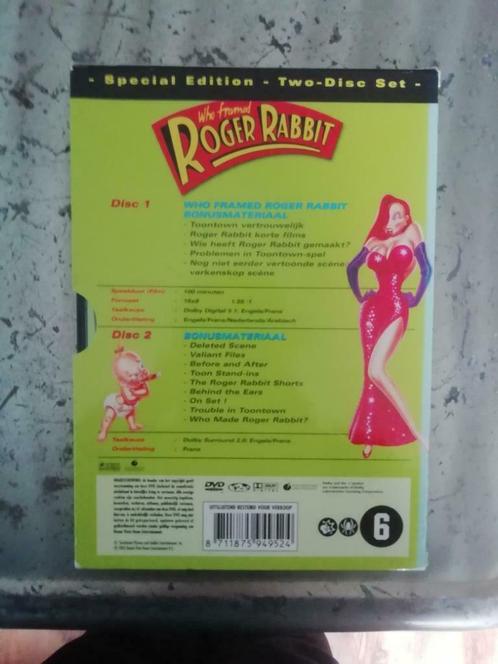 - Special Edition - Two-Disc Set -
Who framed
ROGER RABBIT
Disc 1
WHO FRAMED ROGER RABBIT
BONUSMATERIAAL
- Toontown vertrouwelijk
- Roger Rabbit korte films
- Wie heeft Roger Rabbit gemaakt?
- Problemen in Toontown-spel
- Nog niet eerder vertoonde scène:
varkenskop scène
Speelduur (Film) : 100 minuten
Formaat : 16x9 1.85:1
Taalkeuze : Dolby Digital 5.1: Engels/Frans
Ondertiteling : Engels/Frans/Nederlands/Arabisch
Disc 2
BONUSMATERIAAL
- Deleted Scene
- Valiant Files
- Before and After
- Toon Stand-ins
- The Roger Rabbit Shorts
- Behind the Ears
- On Set !
- Trouble in Toontown
- Who Made Roger Rabbit?
Taalkeuze : Dolby Surround 2.0: Engels/Frans
Ondertiteling : Frans
DVD
UITSLUITEND BESTEMD VOOR VERKOOP
8 711875 949524
6